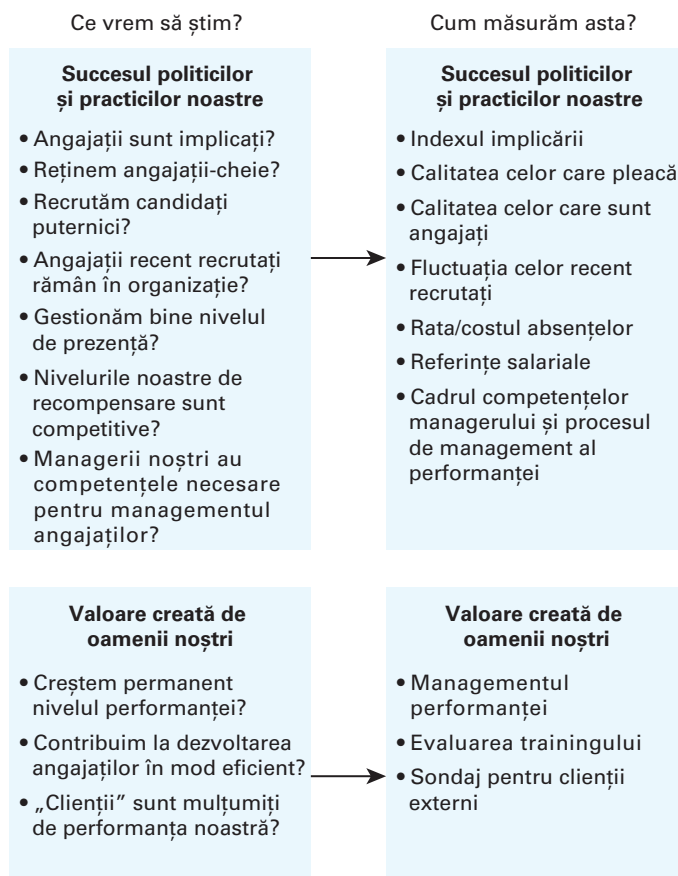 Ce vrem să știm?
Cum măsurăm asta?
Succesul politicilor
și practicilor noastre
• Angajații sunt implicați?
• Reținem angajații-cheie?
• Recrutăm candidați
puternici?
• Angajații recent recrutați
rămân în organizație?
• Gestionăm bine nivelul
de prezență?
• Nivelurile noastre de
recompensare sunt
competitive?
• Managerii noștri au
competențele necesare
pentru managementul
angajaților?
Succesul politicilor
și practicilor noastre
• Indexul implicării
• Calitatea celor care pleacă
• Calitatea celor care sunt
angajați
• Fluctuația celor recent
recrutați
• Rata/costul absențelor
• Referințe salariale
• Cadrul competențelor
managerului și procesul
de management al
performanței
Valoare creată de
oamenii noștri
• Creștem permanent
nivelul performanței?
• Contribuim la dezvoltarea
angajaților în mod eficient?
• „Clienții” sunt mulțumiți
de performanța noastră?
Valoare creată de
oamenii noștri
• Managementul
performanței
• Evaluarea trainingului
• Sondaj pentru clienții
externi